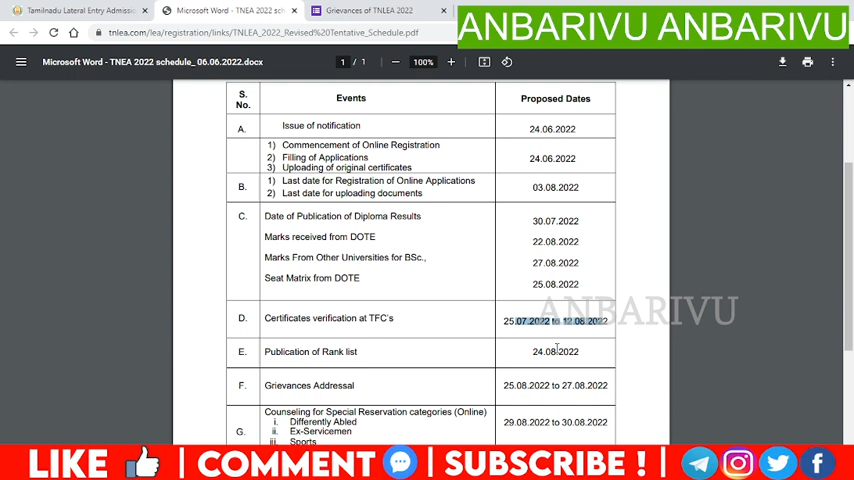 Tamilnadu Lateral Entry Admissio
Microsoft Word - TNEA 2022 sc
Grievances of TNEA 2022
ANBARIVU ANBARIVU
tnlea.com/lea/registration/links/TNLEA_2022_Revised%20Tentative_Schedule.pdf
Microsoft Word - TNEA 2022 schedule_ 06.06.2022.docx
1 / 1
100%
S. No. Events Proposed Dates
A. Issue of notification 24.06.2022
1) Commencement of Online Registration
2) Filling of Applications 24.06.2022
3) Uploading of original certificates
B. 1) Last date for Registration of Online Applications 03.08.2022
2) Last date for uploading documents
C. Date of Publication of Diploma Results 30.07.2022
Marks received from DOTE 22.08.2022
Marks From Other Universities for BSc., 27.08.2022
Seat Matrix from DOTE 25.08.2022
ANBARIVU
D. Certificates verification at TFC's 25.07.2022 to 12.08.2022
E. Publication of Rank list 24.08.2022
F. Grievances Addressal 25.08.2022 to 27.08.2022
G. Counseling for Special Reservation categories (Online) 29.08.2022 to 30.08.2022
i. Differently Abled
ii. Ex-Servicemen
iii. Sports
LIKE | COMMENT | SUBSCRIBE ! |